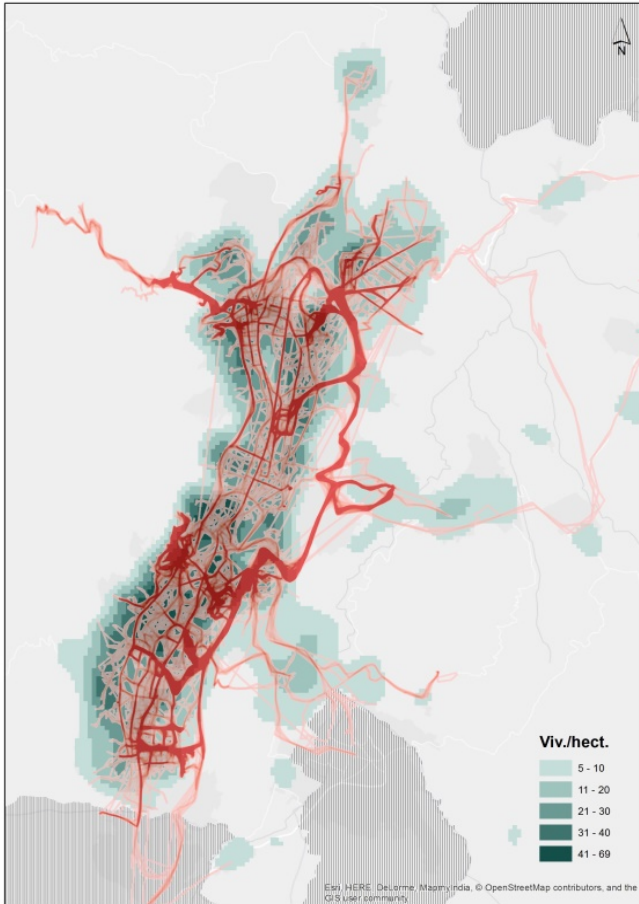 N
Viv./hect.
5 - 10
11 - 20
21 - 30
31 - 40
41 - 69
Esri, HERE, DeLorme, MapmyIndia, © OpenStreetMap contributors, and the
GIS user community